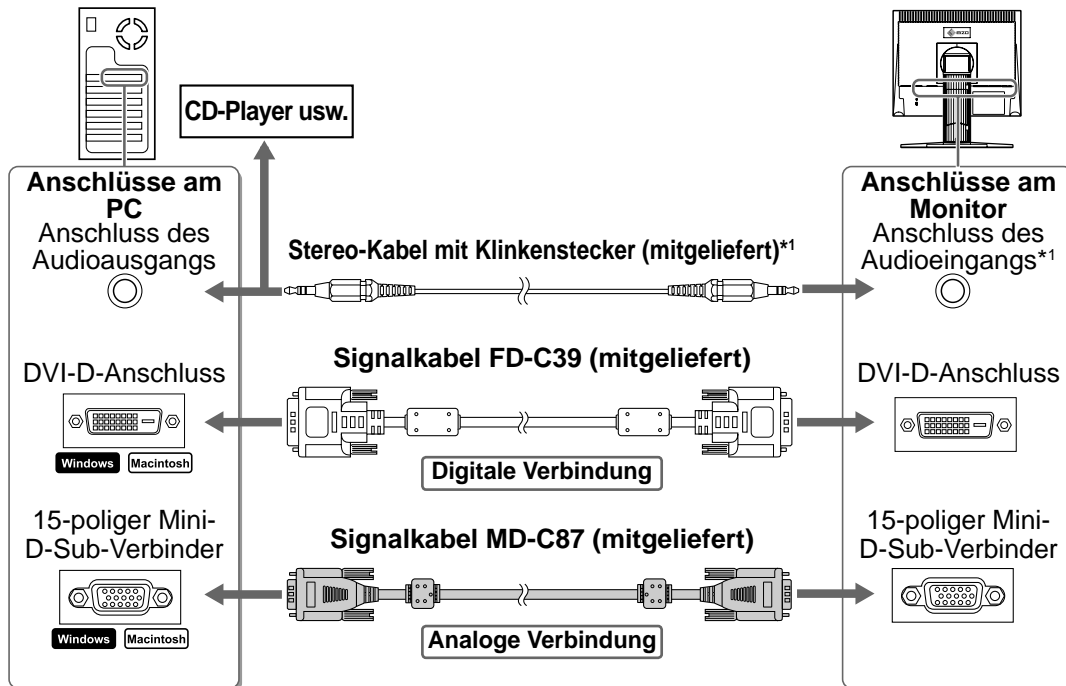 EIZO
CD-Player usw.
Anschlüsse am
PC
Anschluss des
Audioausgangs
Anschlüsse am
Monitor
Anschluss des
Audioeingangs*1
Stereo-Kabel mit Klinkenstecker (mitgeliefert)*1
Signalkabel FD-C39 (mitgeliefert)
DVI-D-Anschluss
Windows Macintosh
DVI-D-Anschluss
Digitale Verbindung
15-poliger Mini-
D-Sub-Verbinder
Windows Macintosh
Signalkabel MD-C87 (mitgeliefert)
15-poliger Mini-
D-Sub-Verbinder
Analoge Verbindung